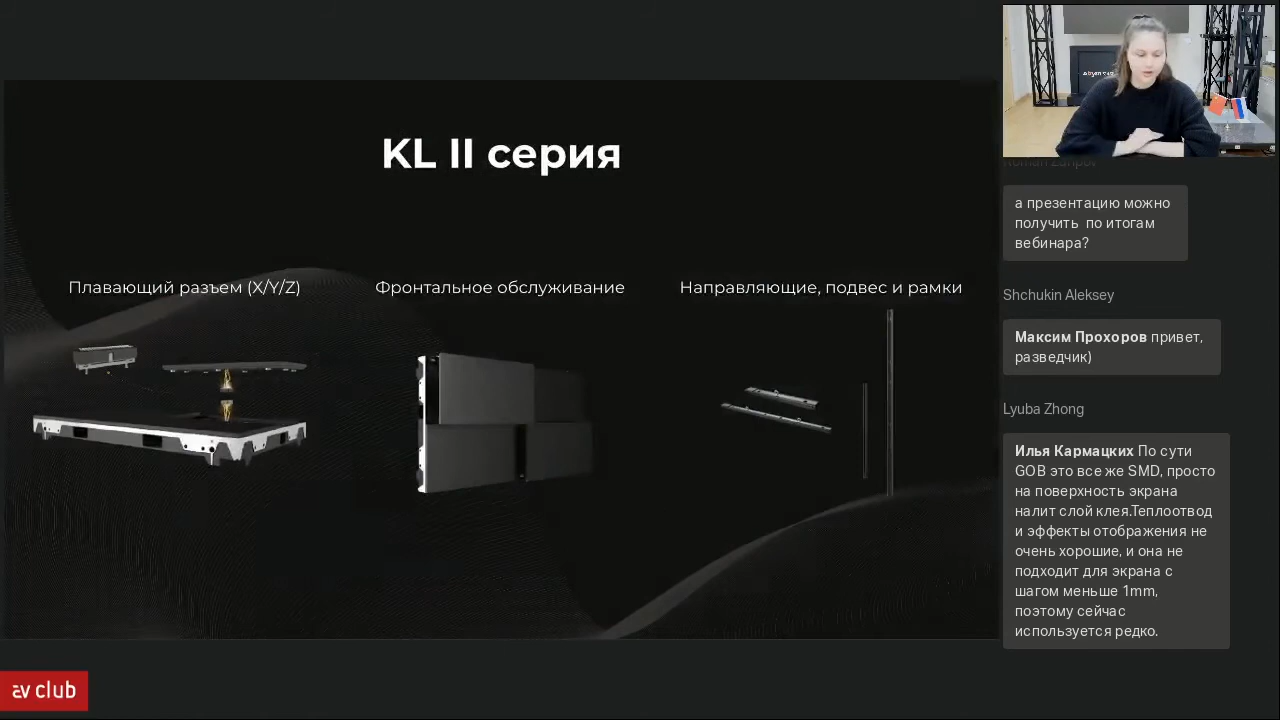 KL II серия
Плавающий разъем (X/Y/Z)
Фронтальное обслуживание
Направляющие, подвес и рамки
а презентацию можно
получить по итогам
вебинара?
Shchukin Aleksey
Максим Прохоров привет,
разведчик)
Lyuba Zhong
Илья Кармацких По сути
GOB это все же SMD, просто
на поверхность экрана
налит слой клея.Теплоотвод
и эффекты отображения не
очень хорошие, и она не
подходит для экрана с
шагом меньше 1mm,
поэтому сейчас
используется редко.
av club